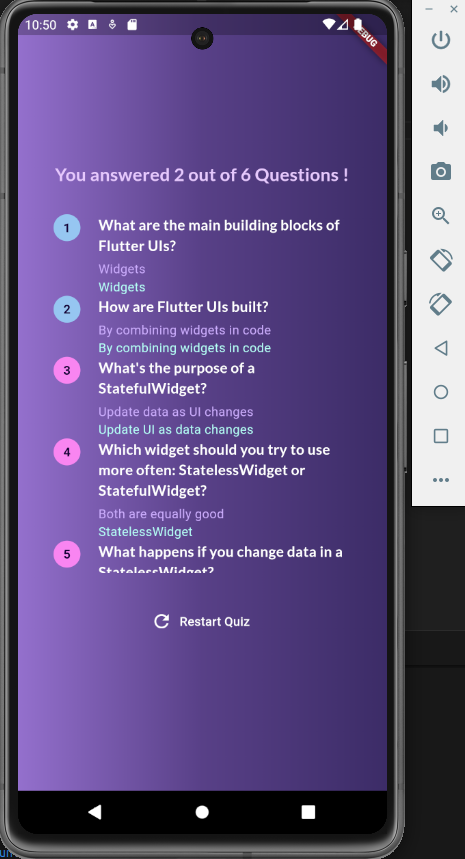 10:50
DEBUG
You answered 2 out of 6 Questions !
1
What are the main building blocks of
Flutter UIs?
Widgets
Widgets
2
How are Flutter UIs built?
By combining widgets in code
By combining widgets in code
3
What's the purpose of a
StatefulWidget?
Update data as UI changes
Update UI as data changes
4
Which widget should you try to use
more often: StatelessWidget or
StatefulWidget?
Both are equally good
StatelessWidget
5
What happens if you change data in a
StatelessWidget?
Restart Quiz